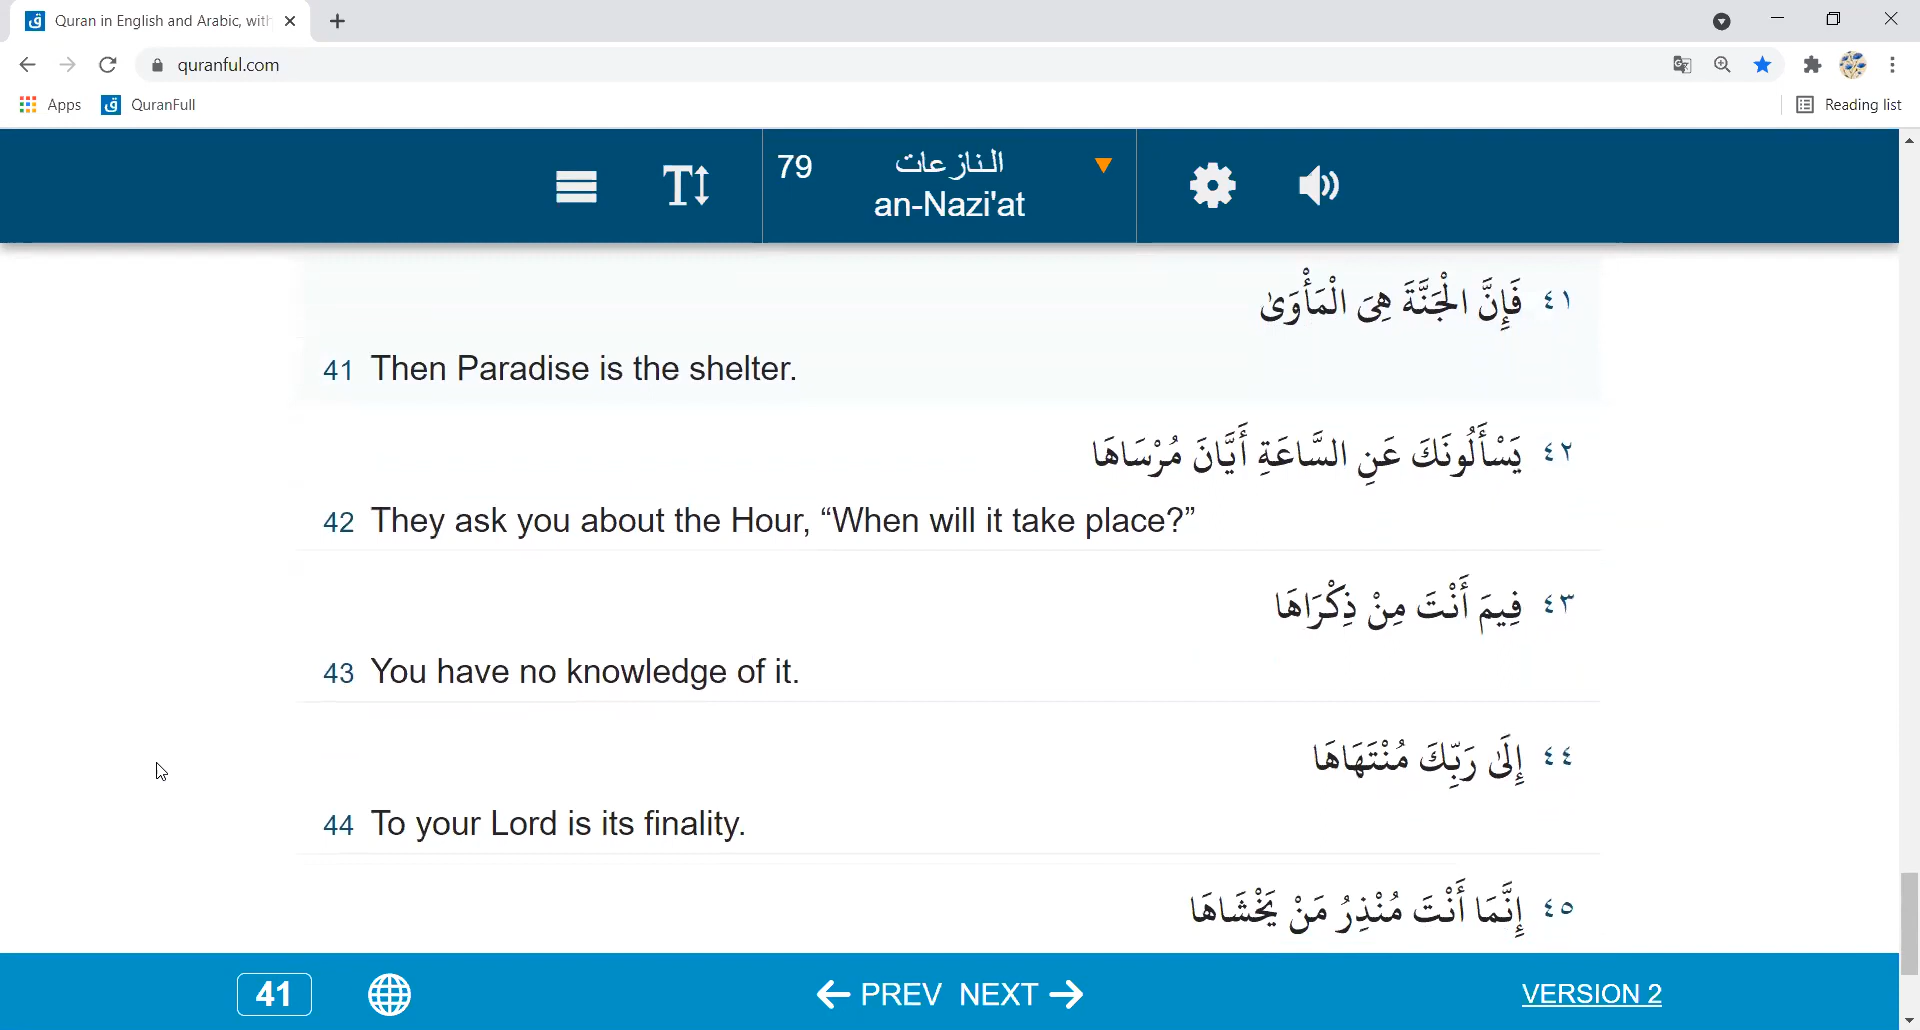 Quran in English and Arabic, with
quranful.com
Apps
QuranFull
Reading list
79
النازعات
an-Nazi'at
٤١ فَإِنَّ الْجَنَّةَ هِيَ الْمَأْوَىٰ
41 Then Paradise is the shelter.
٤٢ يَسْأَلُونَكَ عَنِ السَّاعَةِ أَيَّانَ مُرْسَاهَا
42 They ask you about the Hour, “When will it take place?”
٤٣ فِيمَ أَنْتَ مِنْ ذِكْرَاهَا
43 You have no knowledge of it.
٤٤ إِلَىٰ رَبِّكَ مُنْتَهَاهَا
44 To your Lord is its finality.
٤٥ إِنَّمَا أَنْتَ مُنْذِرُ مَنْ يَخْشَاهَا
41
PREV NEXT
VERSION 2